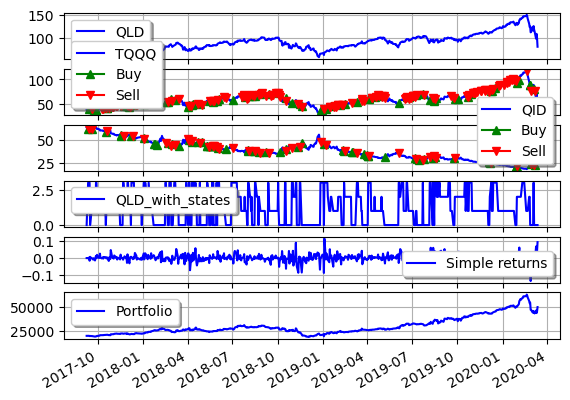 150
100
QLD
TQQQ
Buy
Sell
100
50
QID
Buy
Sell
50
25
2.5
0.0
QLD_with_states
0.1
0.0
−0.1
Simple returns
50000
25000
Portfolio
2017-10
2018-01
2018-04
2018-07
2018-10
2019-01
2019-04
2019-07
2019-10
2020-01
2020-04